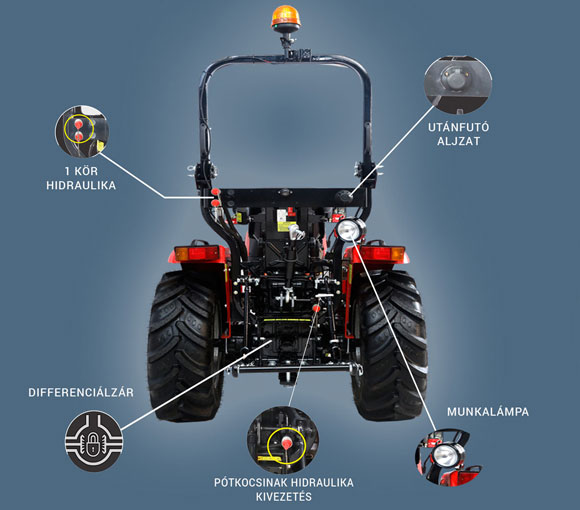 UTÁNFUTÓ
ALJZAT
1 KÖR
HIDRAULIKA
DIFFERENCIÁLZÁR
MUNKALÁMPA
PÓTKOCSINAK HIDRAULIKA
KIVEZETÉS